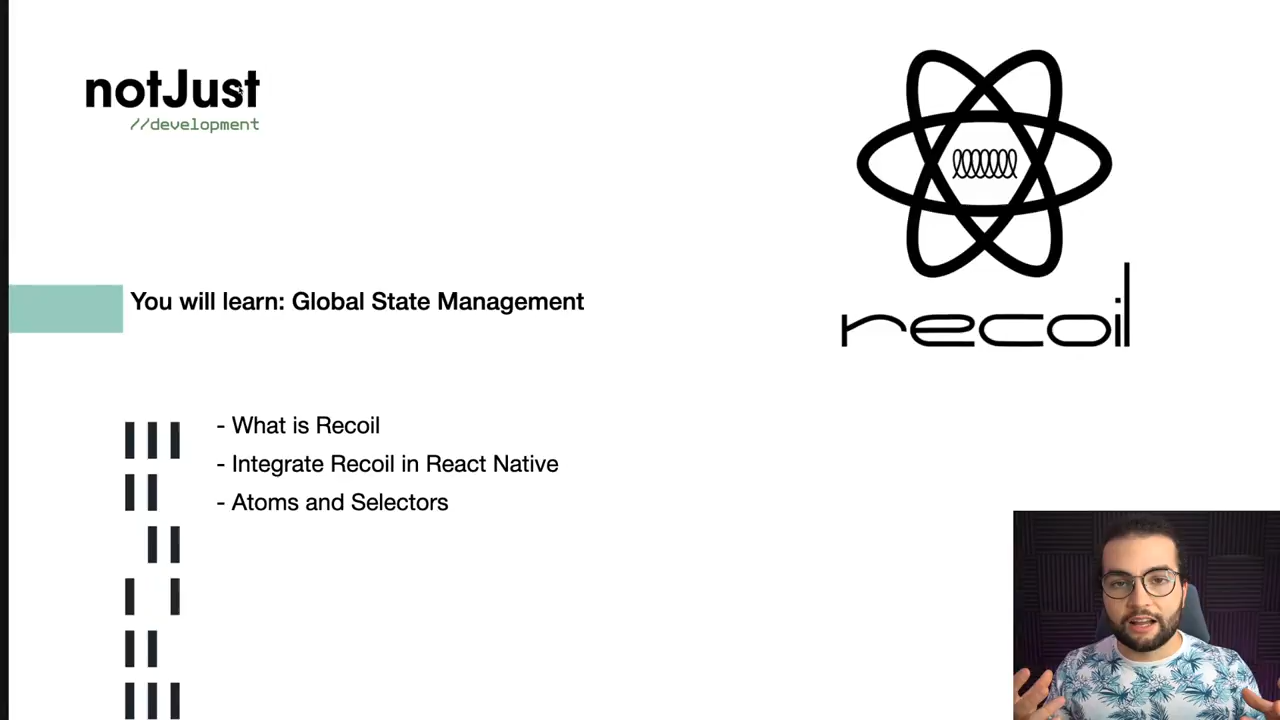 notJust
//development
recoil
You will learn: Global State Management
- What is Recoil
- Integrate Recoil in React Native
- Atoms and Selectors